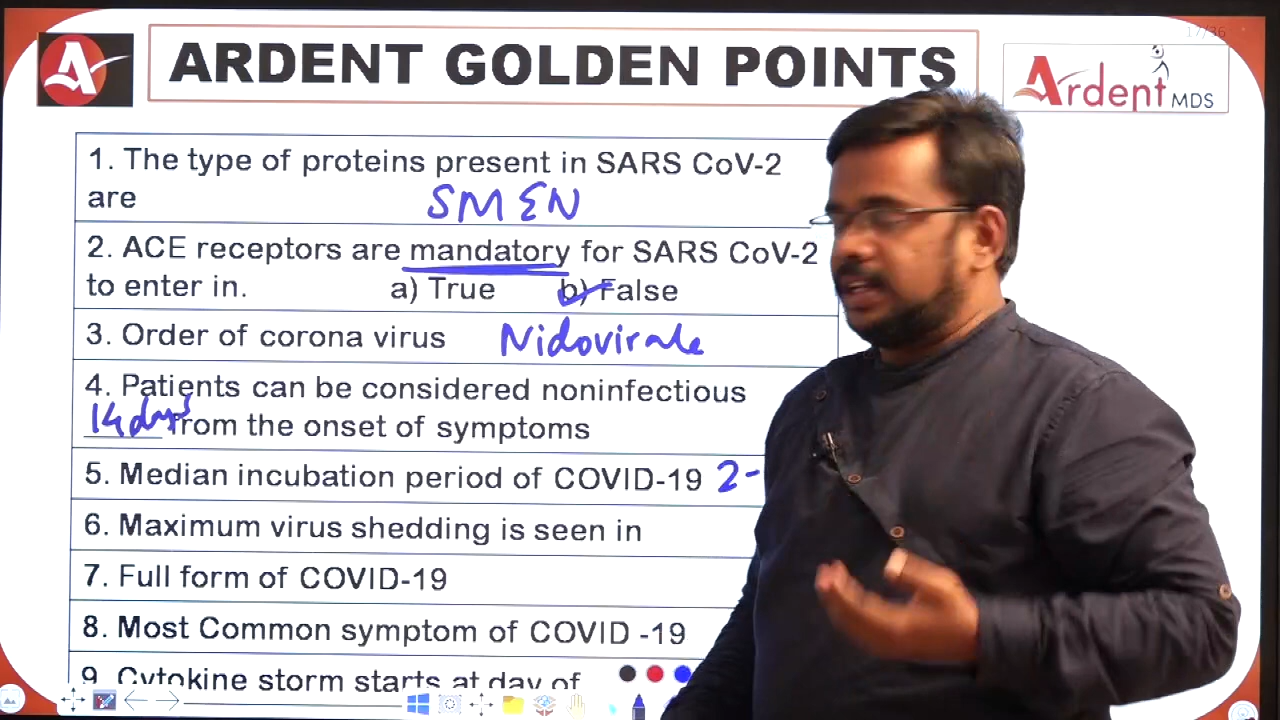 17/36
ARDENT GOLDEN POINTS
Ardent MDS
1. The type of proteins present in SARS CoV-2
are SMEN
2. ACE receptors are mandatory for SARS CoV-2
to enter in. a) True b) False
3. Order of corona virus Nidovirale
4. Patients can be considered noninfectious
14 days from the onset of symptoms
5. Median incubation period of COVID-19 2-
6. Maximum virus shedding is seen in
7. Full form of COVID-19
8. Most Common symptom of COVID -19
9. Cytokine storm starts at day of